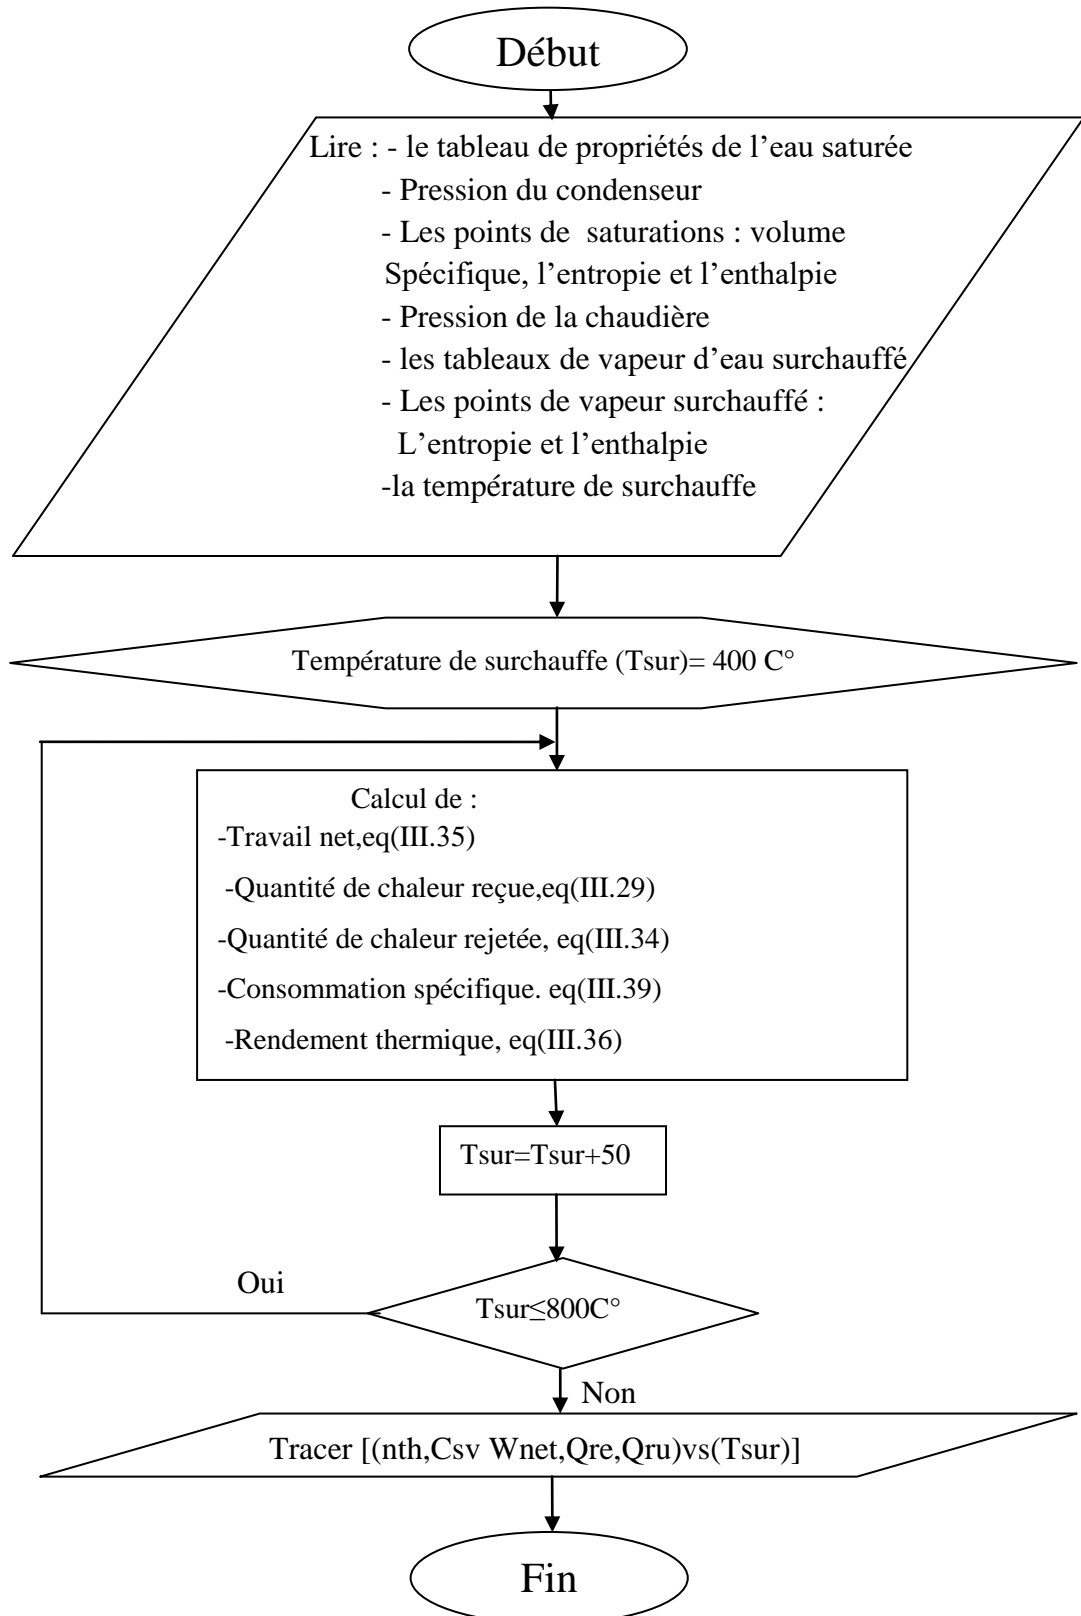 Début
Lire : - le tableau de propriétés de l'eau saturée
- Pression du condenseur
- Les points de saturations : volume
Spécifique, l'entropie et l'enthalpie
- Pression de la chaudière
- les tableaux de vapeur d'eau surchauffé
- Les points de vapeur surchauffé :
L'entropie et l'enthalpie
-la température de surchauffe
Température de surchauffe (Tsur)= 400 C°
Calcul de :
-Travail net,eq(III.35)
-Quantité de chaleur reçue,eq(III.29)
-Quantité de chaleur rejetée, eq(III.34)
-Consommation spécifique. eq(III.39)
-Rendement thermique, eq(III.36)
Tsur=Tsur+50
Oui
Tsur≤800C°
Non
Tracer [(nth,Csv Wnet,Qre,Qru)vs(Tsur)]
Fin